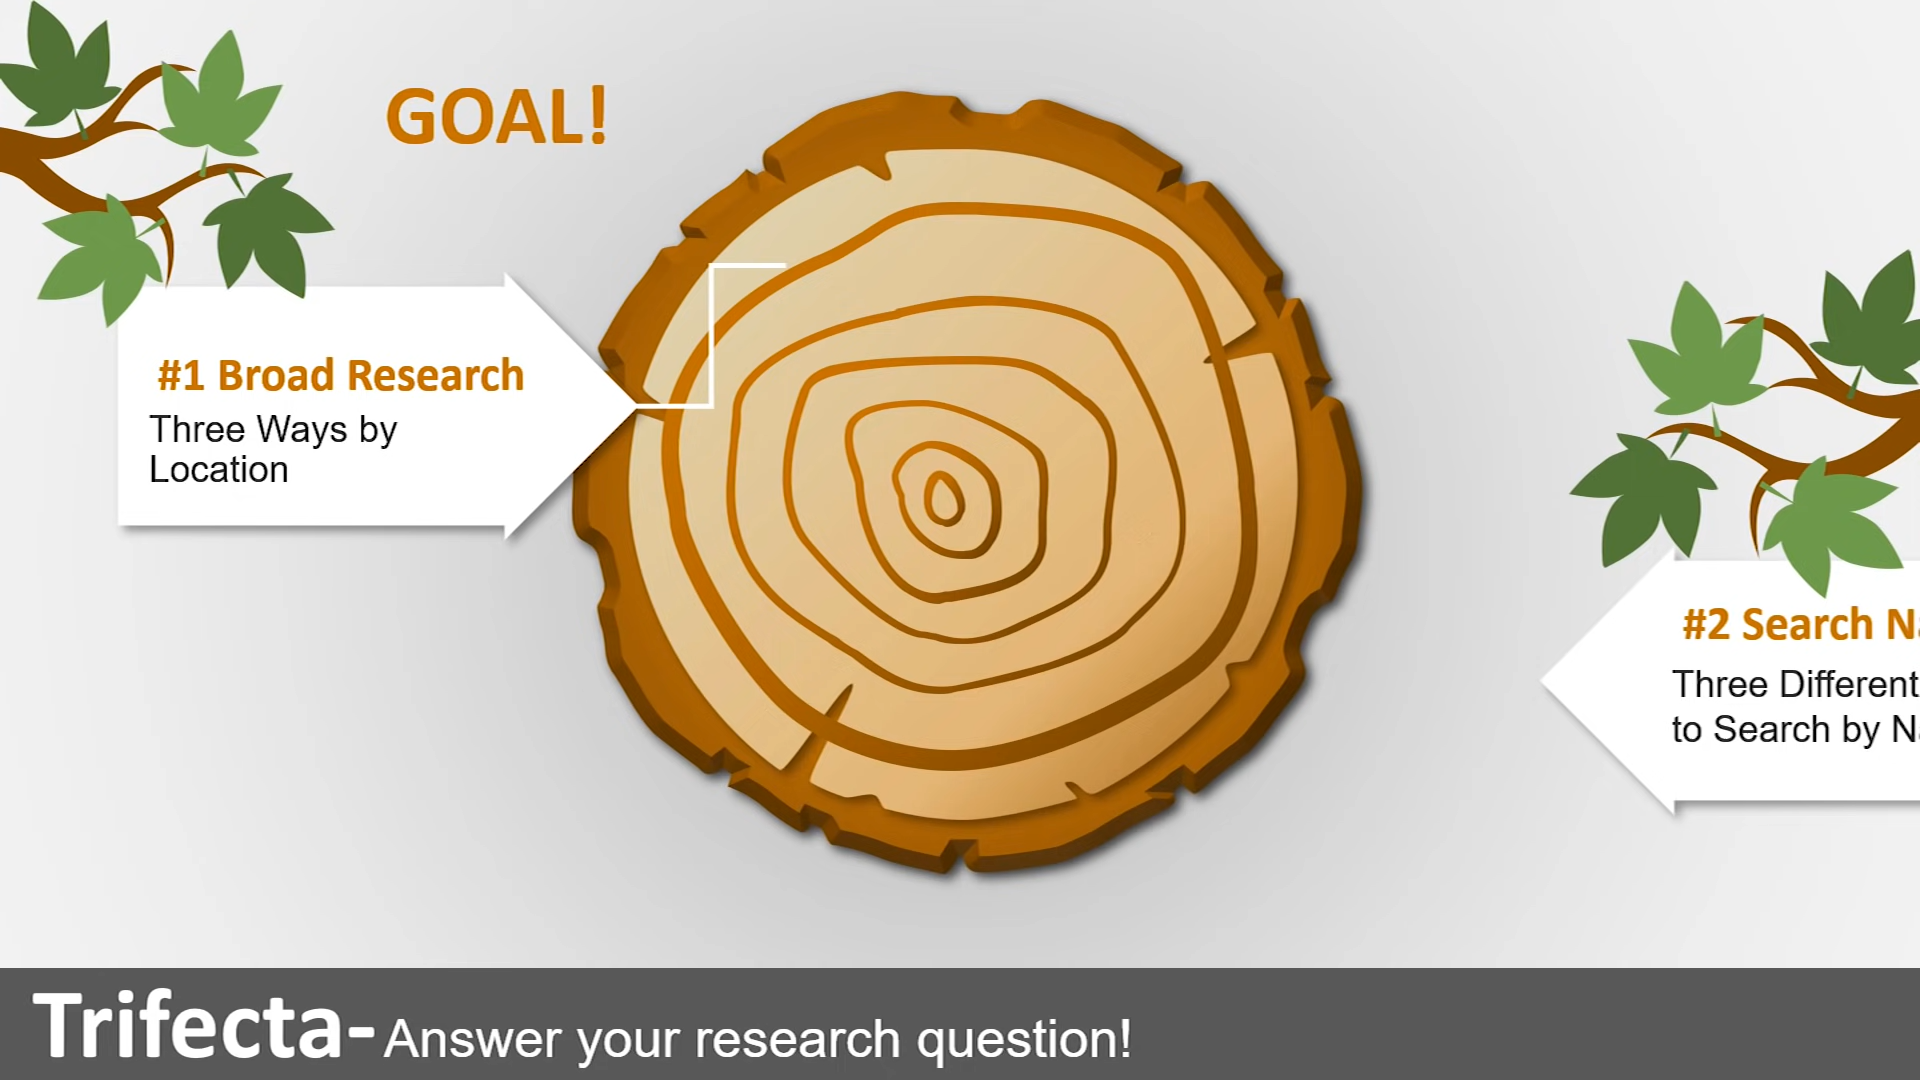 GOAL!
#1 Broad Research
Three Ways by
Location
#2 Search
Three Different
to Search by
Trifecta- Answer your research question!